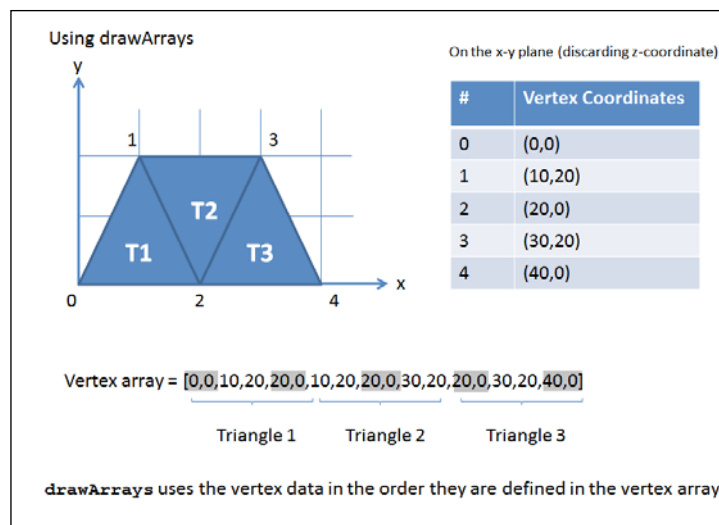 Using drawArrays
On the x-y plane (discarding z-coordinate)
y
# Vertex Coordinates
0 (0,0)
1 (10,20)
2 (20,0)
3 (30,20)
4 (40,0)
1 3
T2
T1 T3
x
0 2 4
Vertex array = [0,0,10,20,20,0,10,20,20,0,30,20,20,0,30,20,40,0]
Triangle 1 Triangle 2 Triangle 3
drawArrays uses the vertex data in the order they are defined in the vertex array